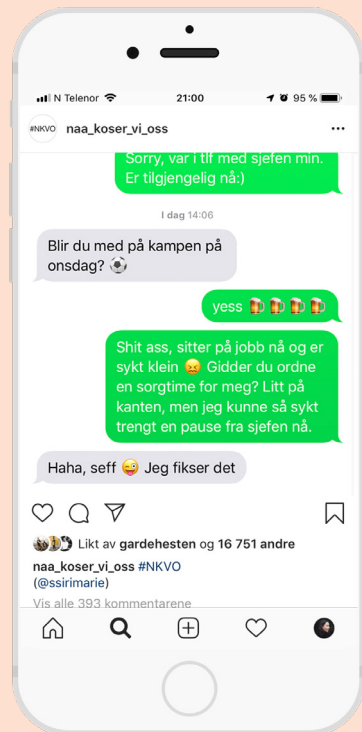 N Telenor 21:00 95 %
#NKVO naa_koser_vi_oss
Sorry, var i tlf med sjefen min.
Er tilgjengelig nå:)
I dag 14:06
Blir du med på kampen på
onsdag? ⚽
yess 🍺🍺🍺🍺
Shit ass, sitter på jobb nå og er
sykt klein 😣 Gidder du ordne
en sorgtime for meg? Litt på
kanten, men jeg kunne så sykt
trengt en pause fra sjefen nå.
Haha, seff 😜 Jeg fikser det
Likt av gardehesten og 16 751 andre
naa_koser_vi_oss #NKVO
(@ssirimarie)
Vis alle 393 kommentarene